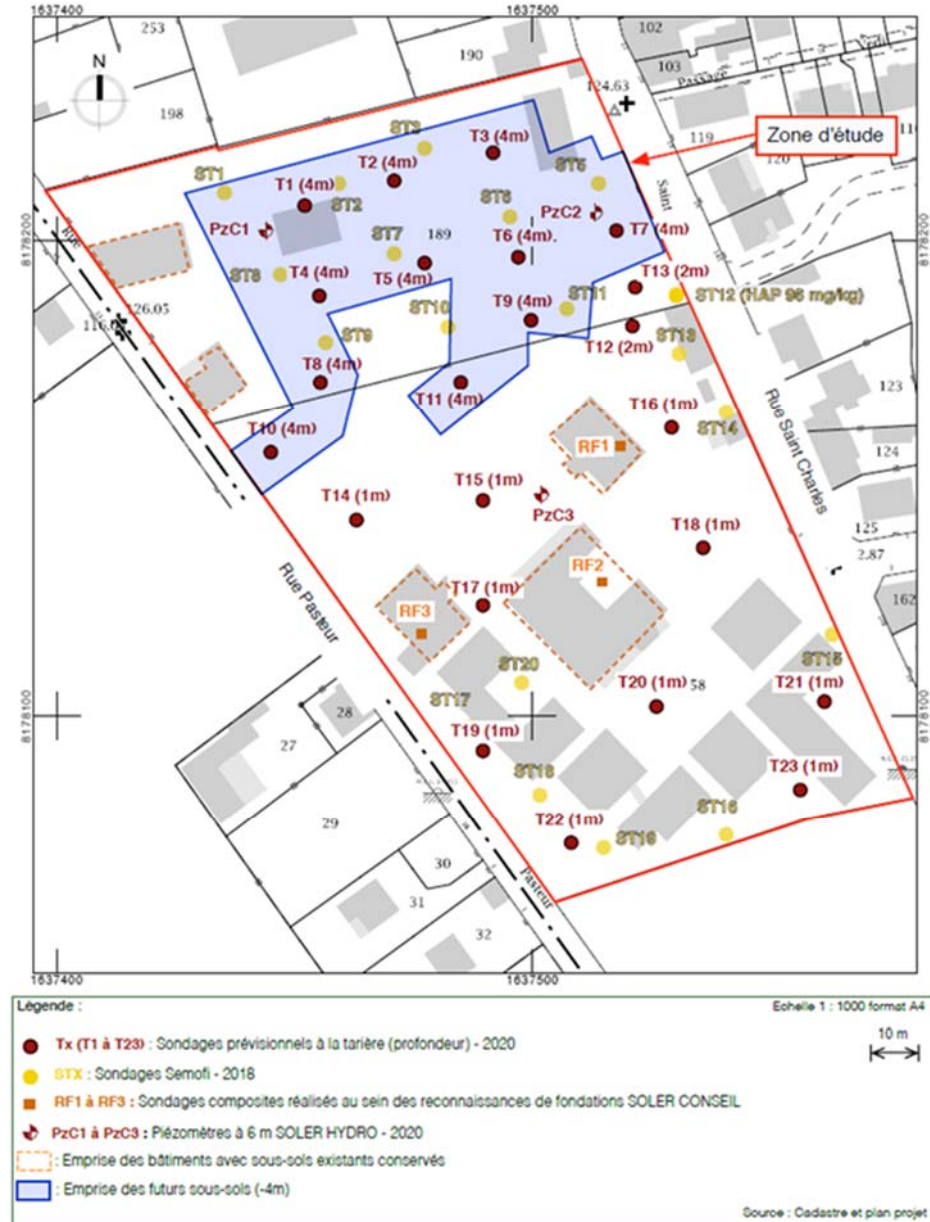 1637400
1637500
253
190
102
103
Passage
124.63
198
119
120
N
Zone d'étude
ST3
T3 (4m)
T2 (4m)
ST1
T1 (4m)
ST2
ST5
Saint
ST6
PzC1
PzC2
T7 (4m)
8178200
8178200
Rue
ST7
189
T6 (4m).
ST8
T4 (4m)
T5 (4m)
T13 (2m)
ST12 (HAP 96 mg/kg)
126.05
T9 (4m)
ST11
ST10
T12 (2m)
ST9
ST13
T8 (4m)
T11 (4m)
123
T16 (1m)
ST14
Rue Saint Charles
T10 (4m)
RF1
124
T15 (1m)
T14 (1m)
PzC3
T18 (1m)
125
2.87
RF2
T17 (1m)
162
Rue Pasteur
RF3
ST15
ST20
T20 (1m)
58
T21 (1m)
ST17
28
27
8178100
8178100
T19 (1m)
ST18
T23 (1m)
29
T22 (1m)
ST19
ST16
30
Pasteur
31
32
1637400
1637500
Légende :
Echelle 1 : 1000 format A4
10 m
Tx (T1 à T23) : Sondages prévisionnels à la tarière (profondeur) - 2020
STX : Sondages Semofi - 2018
RF1 à RF3 : Sondages composites réalisés au sein des reconnaissances de fondations SOLER CONSEIL
PzC1 à PzC3 : Piézomètres à 6 m SOLER HYDRO - 2020
: Emprise des bâtiments avec sous-sols existants conservés
: Emprise des futurs sous-sols (-4m)
Source : Cadastre et plan projet